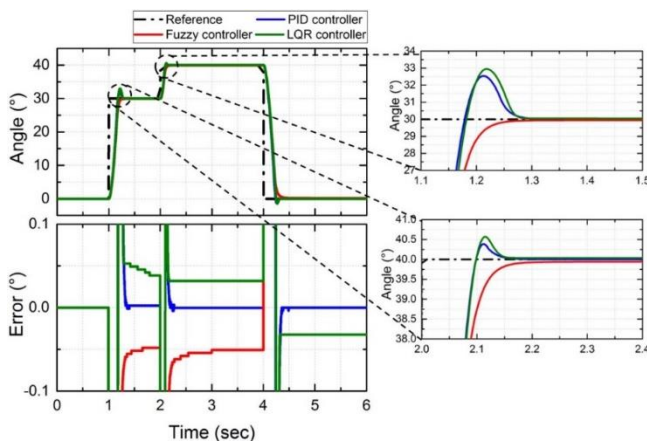 Reference
PID controller
Fuzzy controller
LQR controller
40
30
20
10
0
Angle (°)
0.1
0.0
-0.1
Error (°)
0 1 2 3 4 5 6
Time (sec)
34
33
32
31
30
29
28
27
Angle (°)
1.1 1.2 1.3 1.4 1.5
41.0
40.5
40.0
39.5
39.0
38.5
38.0
Angle (°)
2.0 2.1 2.2 2.3 2.4